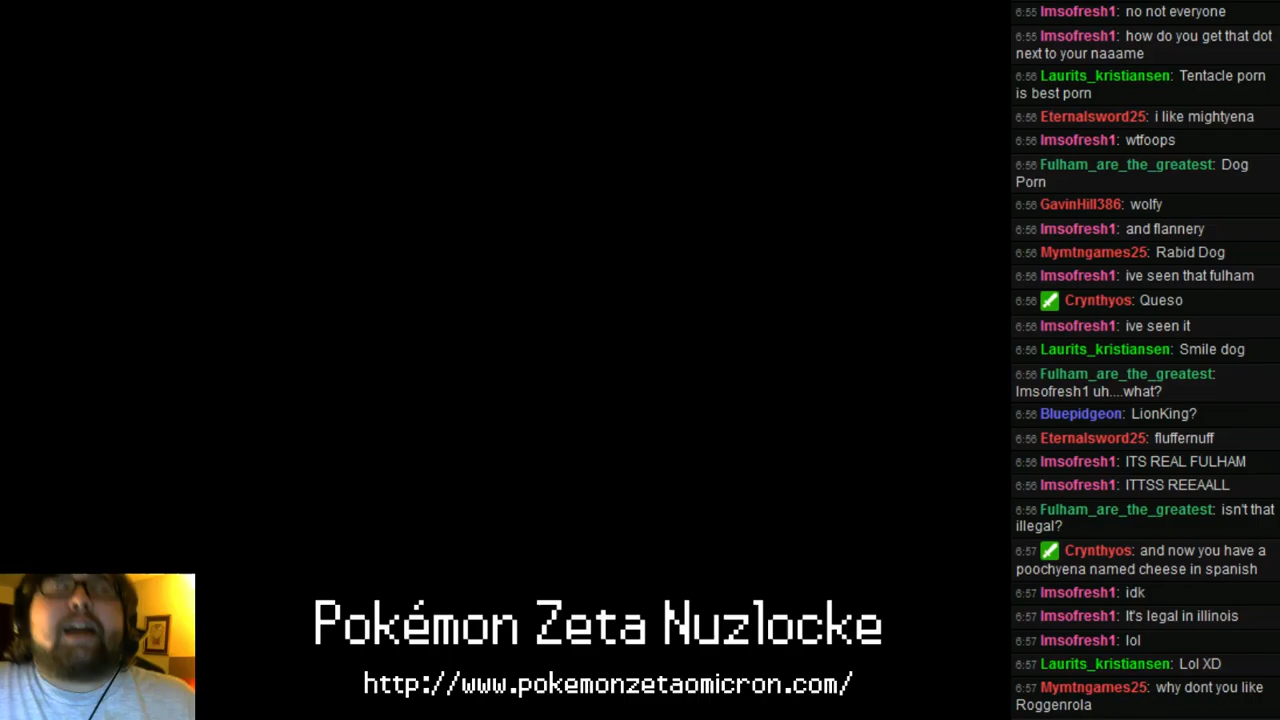 6:55 Imsofresh1: no not everyone
6:55 Imsofresh1: how do you get that dot
next to your naaame
6:56 Laurits_kristiansen: Tentacle porn
is best porn
6:56 Eternalsword25: i like mightyena
6:56 Imsofresh1: wtfoops
6:56 Fulham_are_the_greatest: Dog
Porn
6:56 GavinHill386: wolfy
6:56 Imsofresh1: and flannery
6:56 Mymtngames25: Rabid Dog
6:56 Imsofresh1: ive seen that fulham
6:56 Crynthyos: Queso
6:56 Imsofresh1: ive seen it
6:56 Laurits_kristiansen: Smile dog
6:56 Fulham_are_the_greatest:
Imsofresh1 uh....what?
6:56 Bluepidgeon: LionKing?
6:56 Eternalsword25: fluffernuff
6:56 Imsofresh1: ITS REAL FULHAM
6:56 Imsofresh1: ITTSS REEAALL
6:56 Fulham_are_the_greatest: isn't that
illegal?
6:57 Crynthyos: and now you have a
poochyena named cheese in spanish
6:57 Imsofresh1: idk
6:57 Imsofresh1: It's legal in illinois
6:57 Imsofresh1: lol
6:57 Laurits_kristiansen: Lol XD
6:57 Mymtngames25: why dont you like
Roggenrola
Pokémon Zeta Nuzlocke
http://www.pokemonzetaomicron.com/